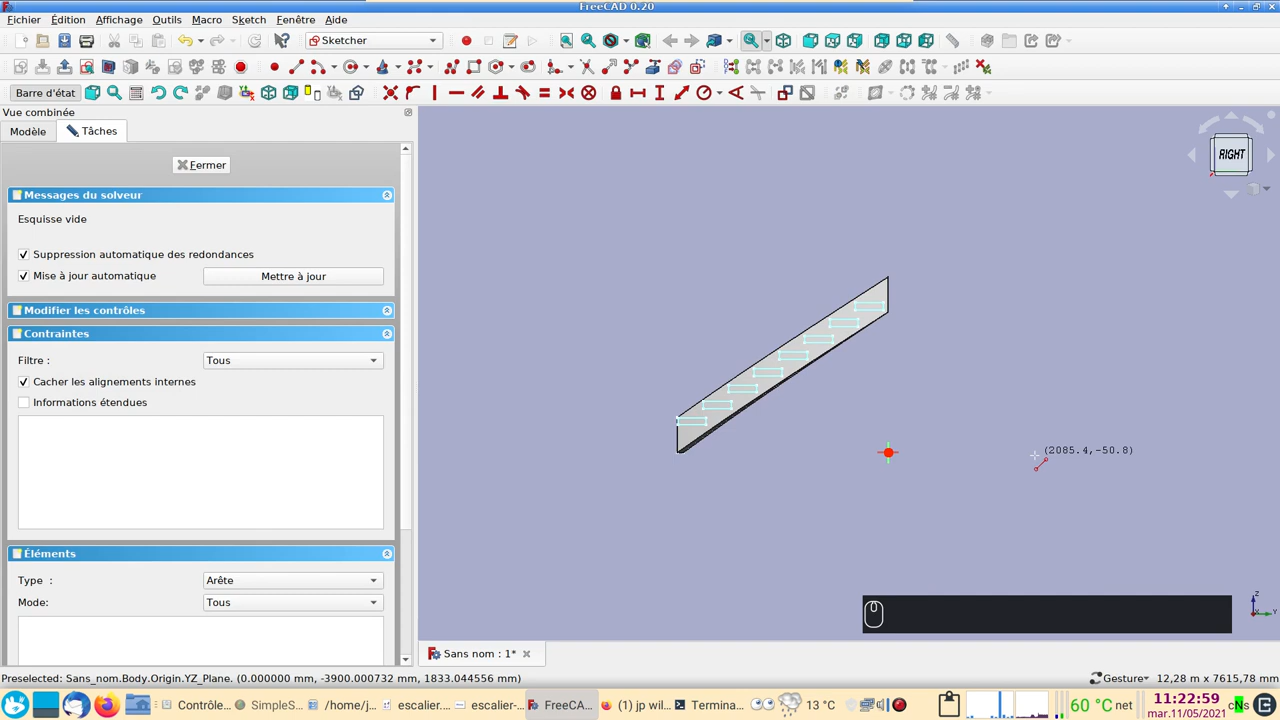 FreeCAD 0.20
Fichier Édition Affichage Outils Macro Sketch Fenêtre Aide
Sketcher
Barre d'état
Vue combinée
Modèle Tâches
Fermer
Messages du solveur
Esquisse vide
Suppression automatique des redondances
Mise à jour automatique Mettre à jour
Modifier les contrôles
Contraintes
Filtre : Tous
Cacher les alignements internes
Informations étendues
Éléments
Type : Arête
Mode: Tous
RIGHT
(2085.4,-50.8)
Z
Y
X
Sans nom : 1*
Preselected: Sans_nom.Body.Origin.YZ_Plane. (0.000000 mm, -3900.000732 mm, 1833.044556 mm)
Gesture 12,28 m x 7615,78 mm
Contrôle... SimpleS... /home/j... escalier... escalier-... FreeCA... (1) jp wil... Termina... 13 °C 60 °C net 11:22:59
mar.11/05/2021
cNs